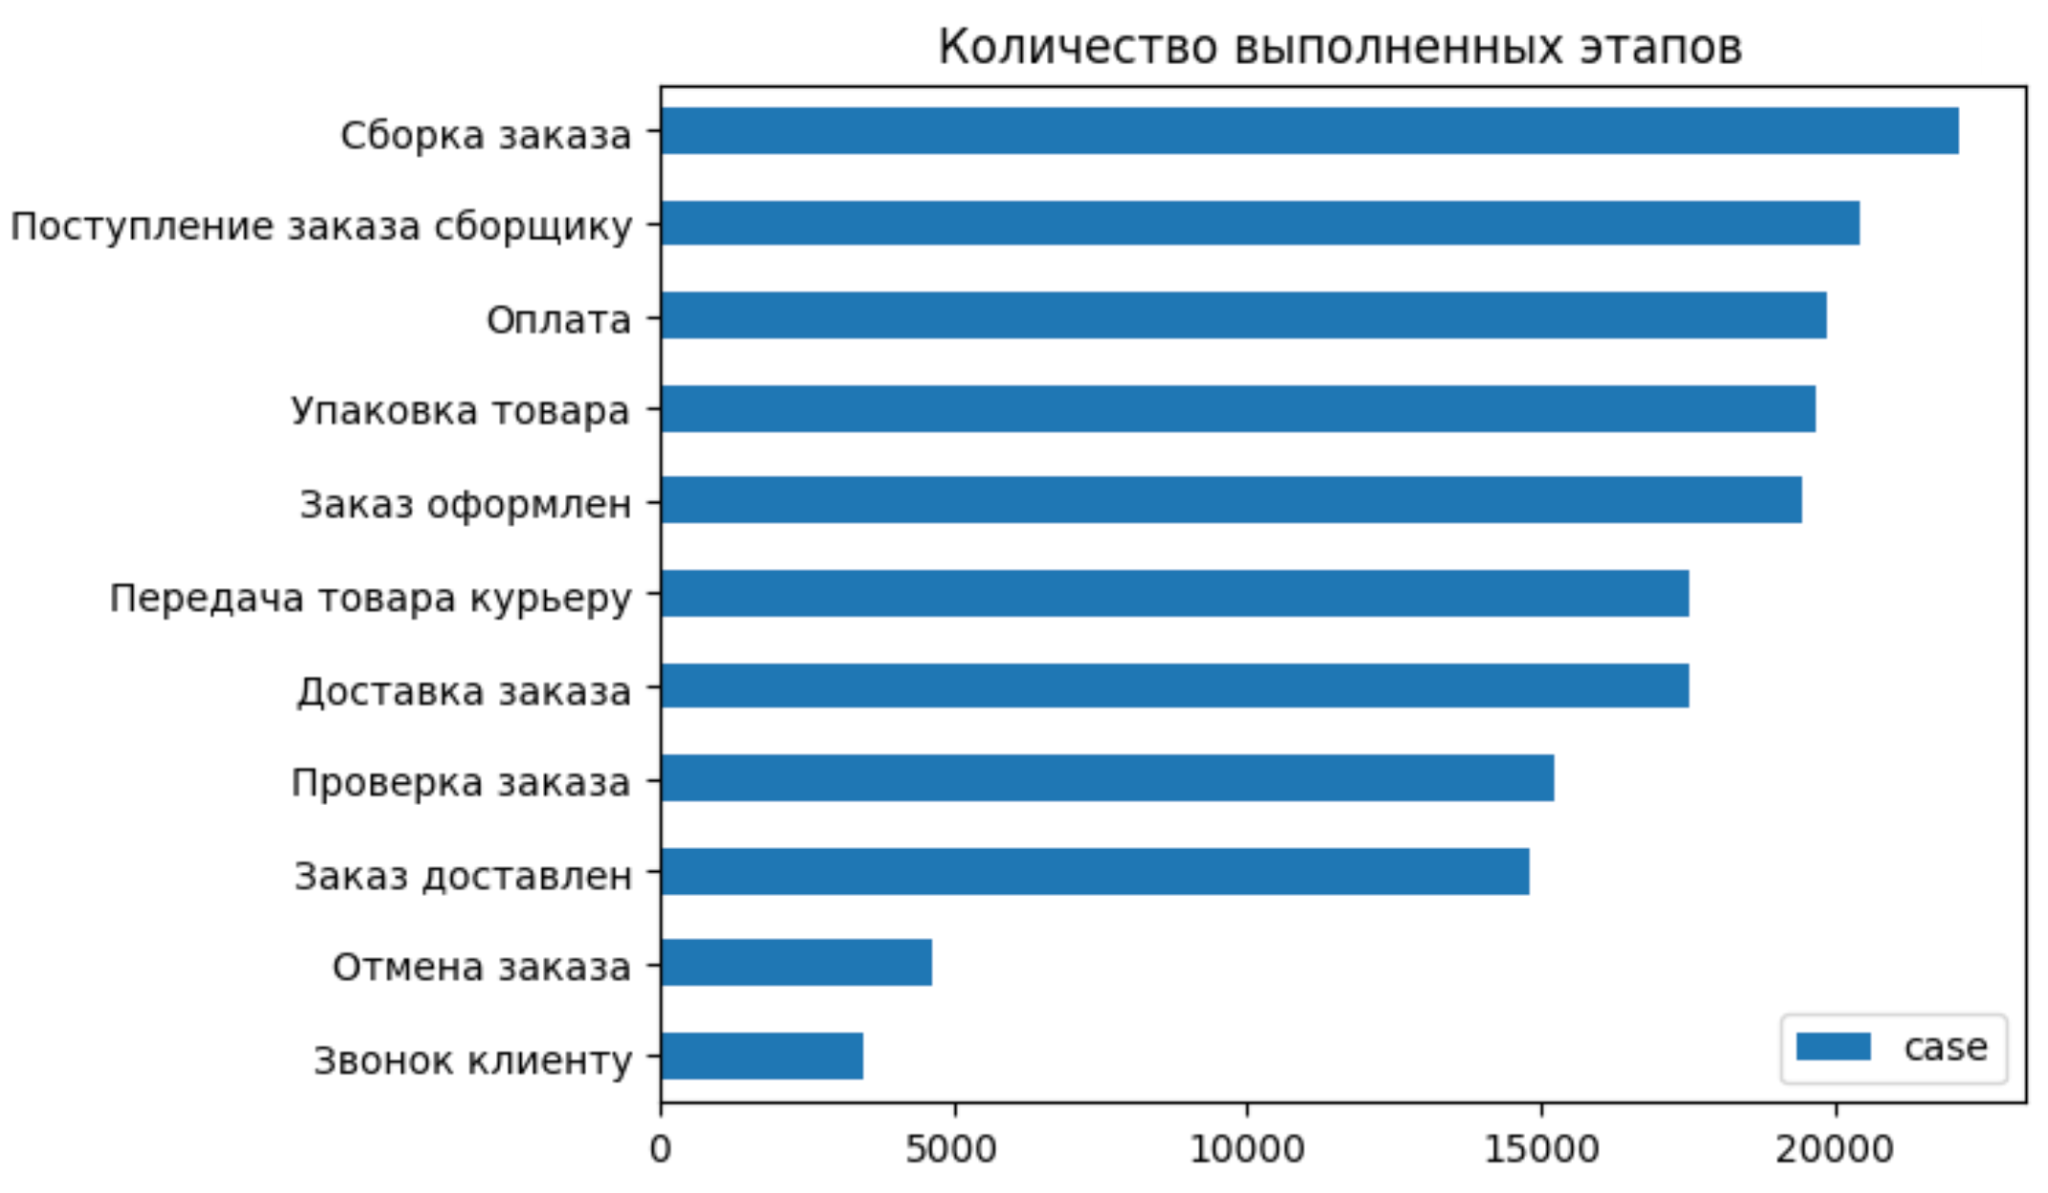 Количество выполненных этапов
Сборка заказа
Поступление заказа сборщику
Оплата
Упаковка товара
Заказ оформлен
Передача товара курьеру
Доставка заказа
Проверка заказа
Заказ доставлен
Отмена заказа
Звонок клиенту
case
0 5000 10000 15000 20000